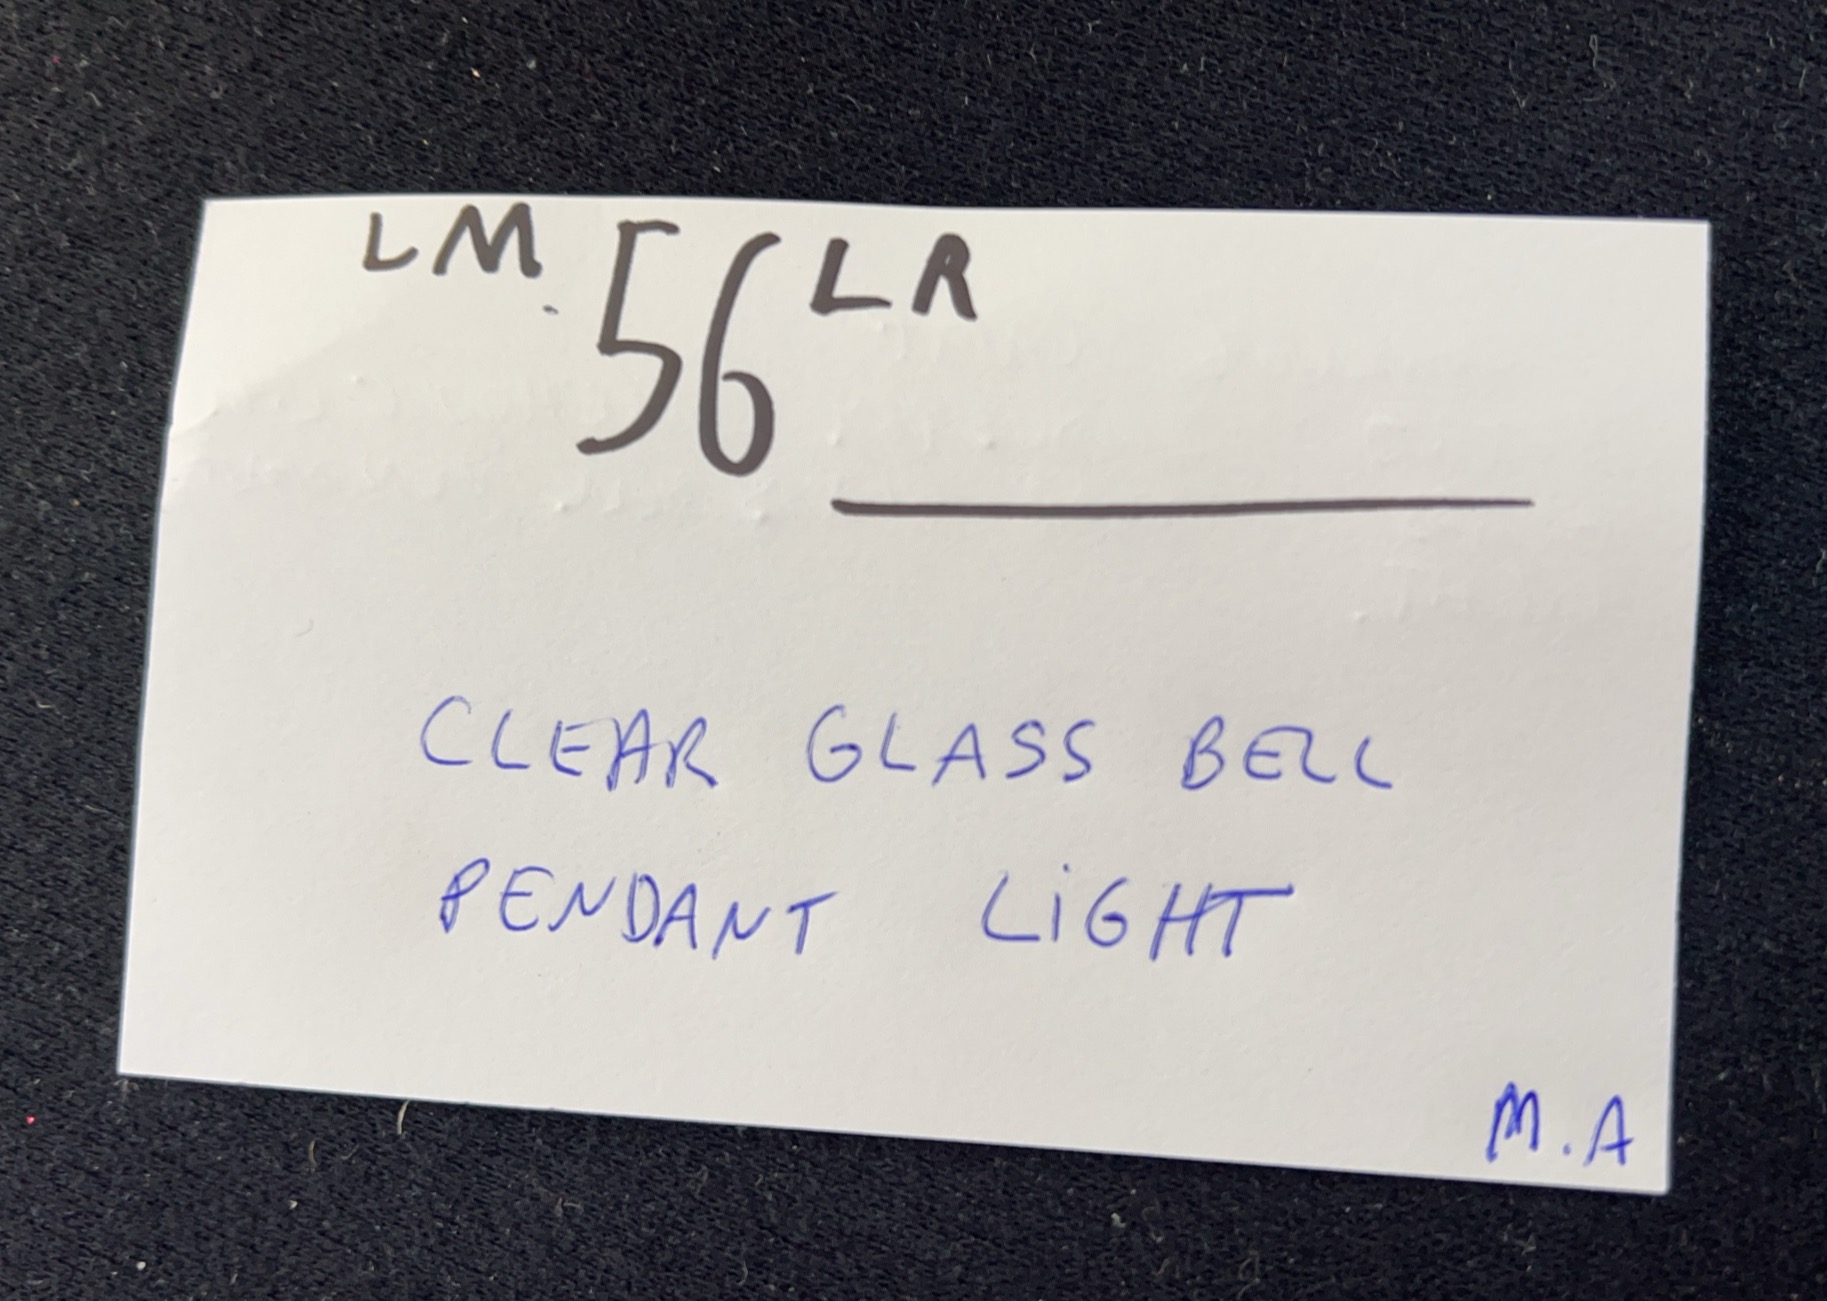 LM. 56 LR
CLEAR GLASS BELL
PENDANT LIGHT
M.A